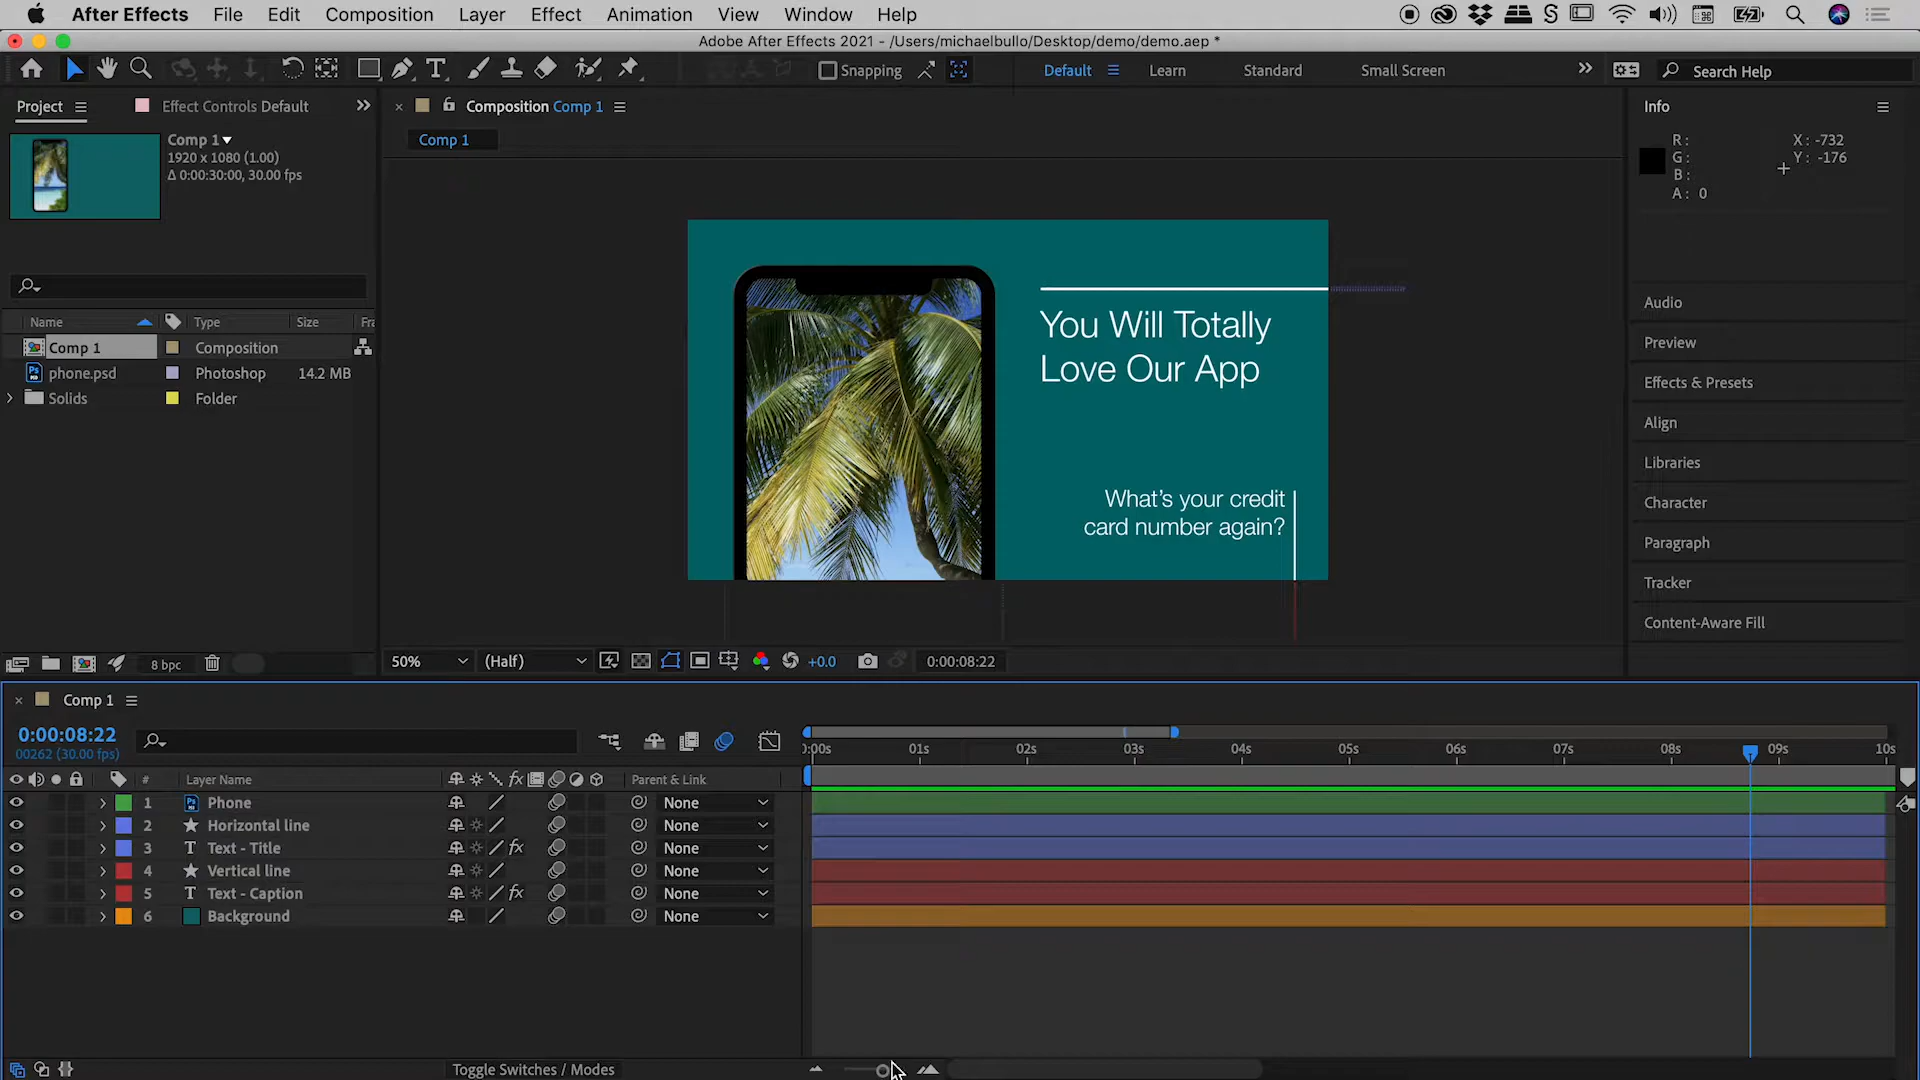 After Effects File Edit Composition Layer Effect Animation View Window Help
Adobe After Effects 2021 - /Users/michaelbullo/Desktop/demo/demo.aep *
Snapping Default Learn Standard Small Screen Search Help
Project Effect Controls Default
Composition Comp 1
Info
Comp 1
1920 x 1080 (1.00)
Δ 0:00:30:00, 30.00 fps
Comp 1
R :
G :
B :
A : 0
X : -732
Y : -176
Name Type Size Fra
Comp 1 Composition
phone.psd Photoshop 14.2 MB
Solids Folder
You Will Totally
Love Our App
What's your credit
card number again?
Audio
Preview
Effects & Presets
Align
Libraries
Character
Paragraph
Tracker
Content-Aware Fill
8 bpc
50% (Half) +0.0 0:00:08:22
Comp 1
0:00:08:22
00262 (30.00 fps)
):00s 01s 02s 03s 04s 05s 06s 07s 08s 09s 10s
# Layer Name fx Parent & Link
1 Phone None
2 Horizontal line None
3 T Text - Title fx None
4 Vertical line None
5 T Text - Caption fx None
6 Background None
Toggle Switches / Modes